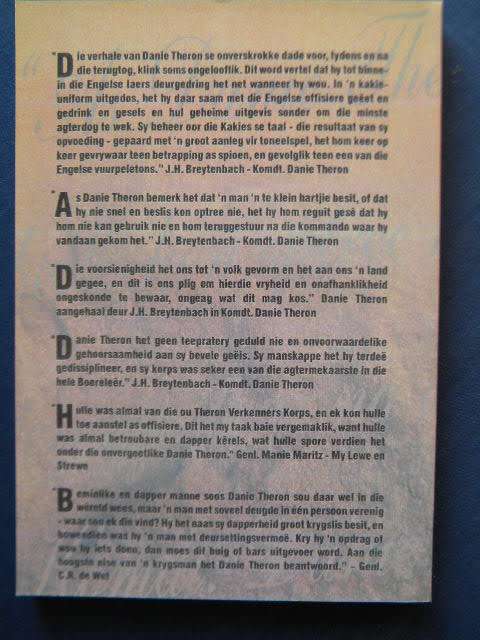 "Die verhale van Danie Theron se onverskrokke dade voor, tydens en na
die terugtog, klink soms ongelooflik. Dit word vertel dat hy tot binne-
in die Engelse laers deurgedring het net wanneer hy wou. In 'n kakie-
uniform uitgedos, het hy daar saam met die Engelse offisiere geëet en
gedrink en gesels en hul geheime uitgevis sonder om die minste
agterdog te wek. Sy beheer oor die Kakies se taal - die resultaat van sy
opvoeding - gepaard met 'n groot aanleg vir toneelspel, het hom keer op
keer gevrywaar teen betrapping as spioen, en gevolglik teen een van die
Engelse vuurpeletons." J.H. Breytenbach - Komdt. Danie Theron
"As Danie Theron bemerk het dat 'n man 'n te klein hartjie besit, of dat
hy nie snel en beslis kon optree nie, het hy hom reguit gesê dat hy
hom nie kan gebruik nie en hom teruggestuur na die kommando waar hy
vandaan gekom het." J.H. Breytenbach - Komdt. Danie Theron
"Die voorsienigheid het ons tot 'n volk gevorm en het aan ons 'n land
gegee, en dit is ons plig om hierdie vryheid en onafhanklikheid
ongeskonde te bewaar, ongeag wat dit mag kos." Danie Theron
aangehaal deur J.H. Breytenbach in Komdt. Danie Theron
"Danie Theron het geen teepratery geduld nie en onvoorwaardelike
gehoorsaamheid aan sy bevele geëis. Sy manskappe het hy terdeë
gedissiplineer, en sy korps was seker een van die agtermekaarste in die
hele Boereleër." J.H. Breytenbach - Komdt. Danie Theron
"Hulle was almal van die ou Theron Verkenners Korps, en ek kon hulle
toe aanstel as offisiere. Dit het my taak baie vergemaklik, want hulle
was almal betroubare en dapper kêrels, wat hulle spore verdien het
onder die onvergeetlike Danie Theron." Genl. Manie Maritz - My Lewe en
Strewe
"Beminlike en dapper manne soos Danie Theron sou daar wel in die
wêreld wees, maar 'n man met soveel deugde in één persoon verenig
- waar sou ek die vind? Hy het naas sy dapperheid groot krygslis besit, en
bowendien was hy 'n man met deursettingsvermoë. Kry hy 'n opdrag of
wou hy iets doen, dan moes dit buig of bars uitgevoer word. Aan die
hoogste eise van 'n krygsman het Danie Theron beantwoord." - Genl.
C.R. de Wet